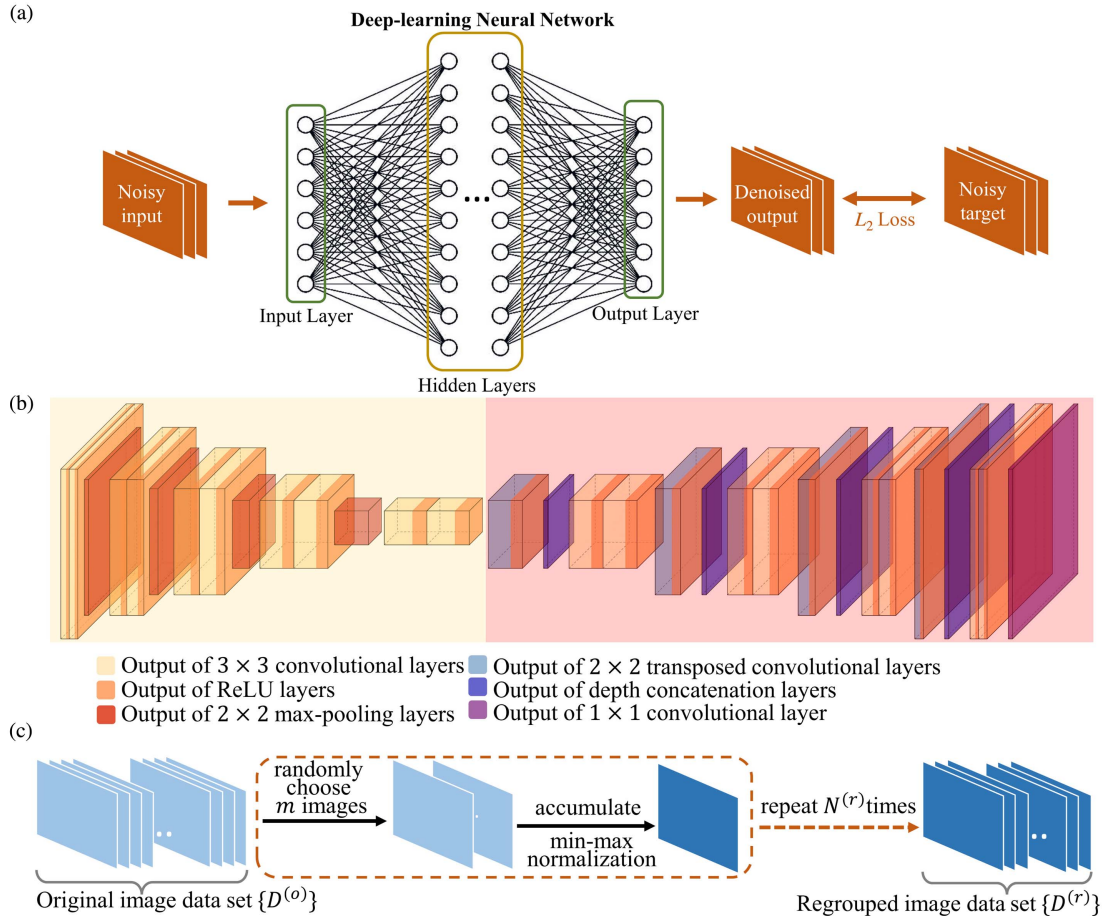 (a)
Deep-learning Neural Network
Noisy
input
Input Layer
Hidden Layers
Output Layer
Denoised
output
L₂ Loss
Noisy
target
(b)
Output of 3 × 3 convolutional layers
Output of ReLU layers
Output of 2 × 2 max-pooling layers
Output of 2 × 2 transposed convolutional layers
Output of depth concatenation layers
Output of 1 × 1 convolutional layer
(c)
randomly
choose
m images
accumulate
min-max
normalization
repeat N⁽ʳ⁾ times
Original image data set {D⁽ᵒ⁾}
Regrouped image data set {D⁽ʳ⁾}